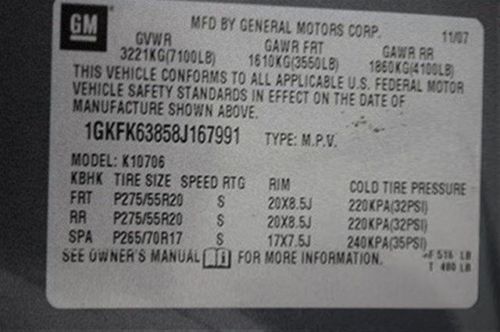 GM
MFD BY GENERAL MOTORS CORP. 11/07
GVWR GAWR FRT GAWR RR
3221KG(7100LB) 1610KG(3550LB) 1860KG(4100LB)
THIS VEHICLE CONFORMS TO ALL APPLICABLE U.S. FEDERAL MOTOR
VEHICLE SAFETY STANDARDS IN EFFECT ON THE DATE OF
MANUFACTURE SHOWN ABOVE.
1GKFK63858J167991 TYPE: M.P.V.
MODEL: K10706
KBHK TIRE SIZE SPEED RTG RIM COLD TIRE PRESSURE
FRT P275/55R20 S 20X8.5J 220KPA(32PSI)
RR P275/55R20 S 20X8.5J 220KPA(32PSI)
SPA P265/70R17 S 17X7.5J 240KPA(35PSI)
SEE OWNER'S MANUAL FOR MORE INFORMATION. F 516 LB
T 480 LB